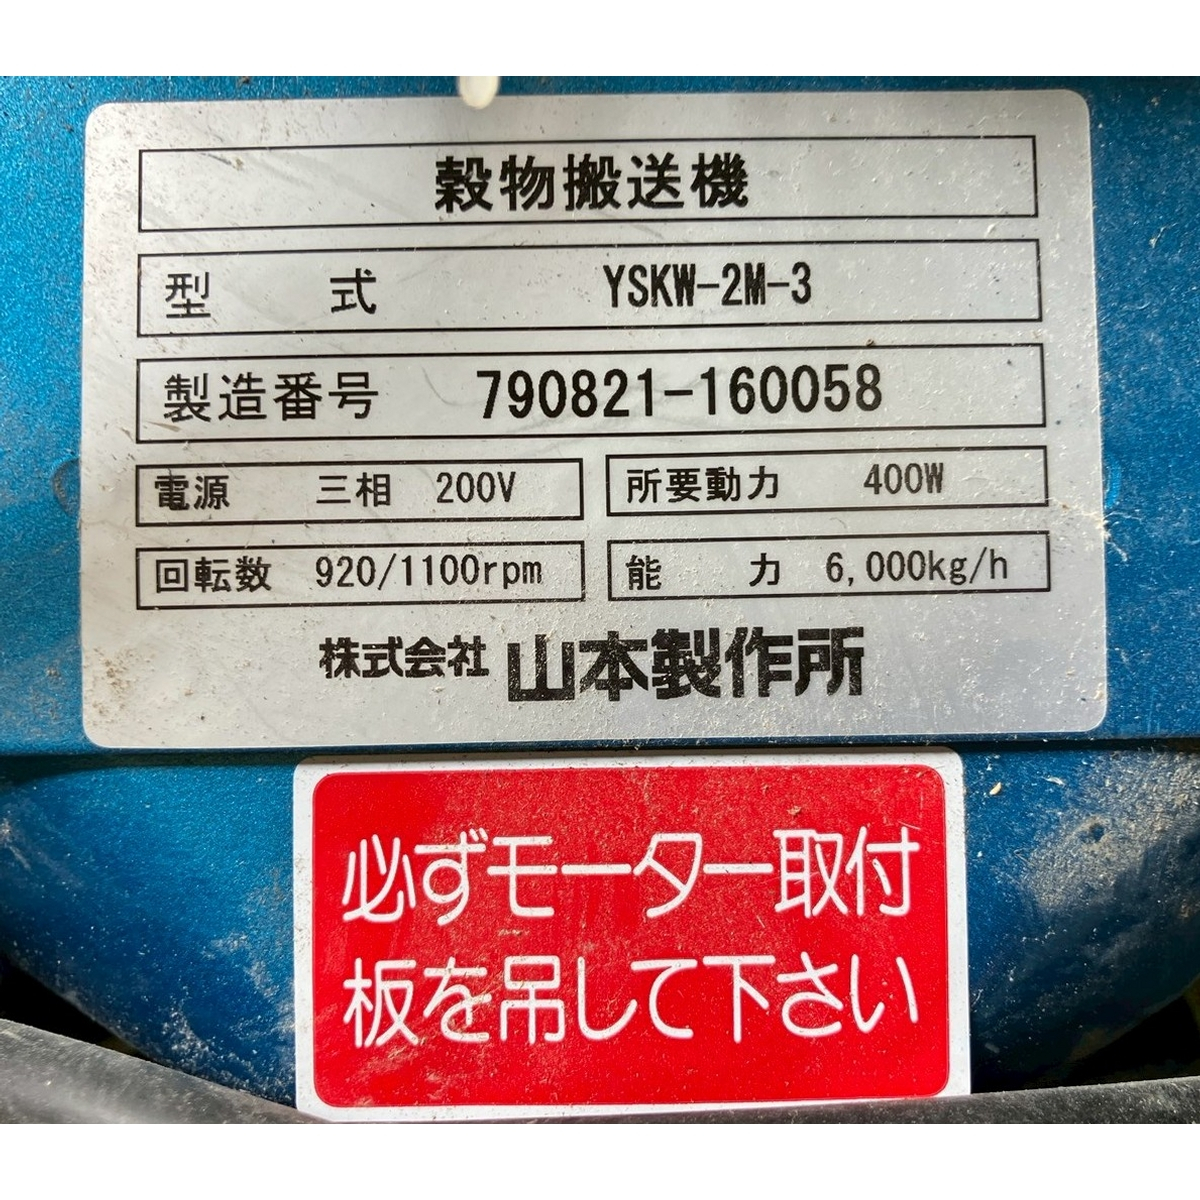 穀物搬送機
型式 YSKW-2M-3
製造番号 790821-160058
電源 三相 200V 所要動力 400W
回転数 920/1100rpm 能力 6,000kg/h
株式会社 山本製作所
必ずモーター取付
板を吊して下さい